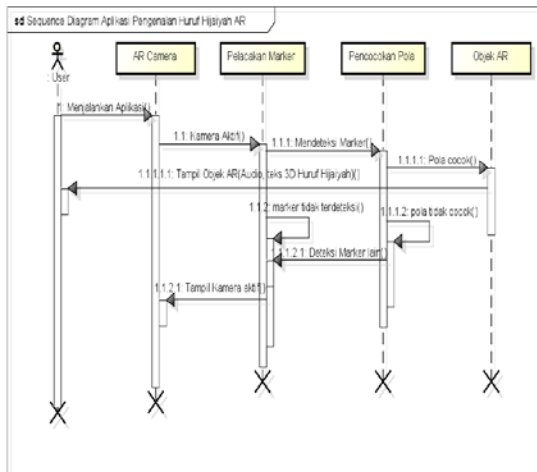 sd Sequence Diagram Aplikasi Pengenalan Huruf Hijaiyah AR
: User
AR Camera
Pelacakan Marker
Pencocokan Pola
Objek AR
1: Menjalankan Aplikasi()
1.1: Kamera Aktif()
1.1.1: Mendeteksi Marker()
1.1.1.1: Pola cocok()
1.1.1.1.1: Tampil Objek AR(Audio, teks 3D Huruf Hijaiyah)()
1.1.2: marker tidak terdeteksi()
1.1.1.2: pola tidak cocok()
1.1.1.2.1: Deteksi Marker lain()
1.1.2.1: Tampil Kamera aktif()